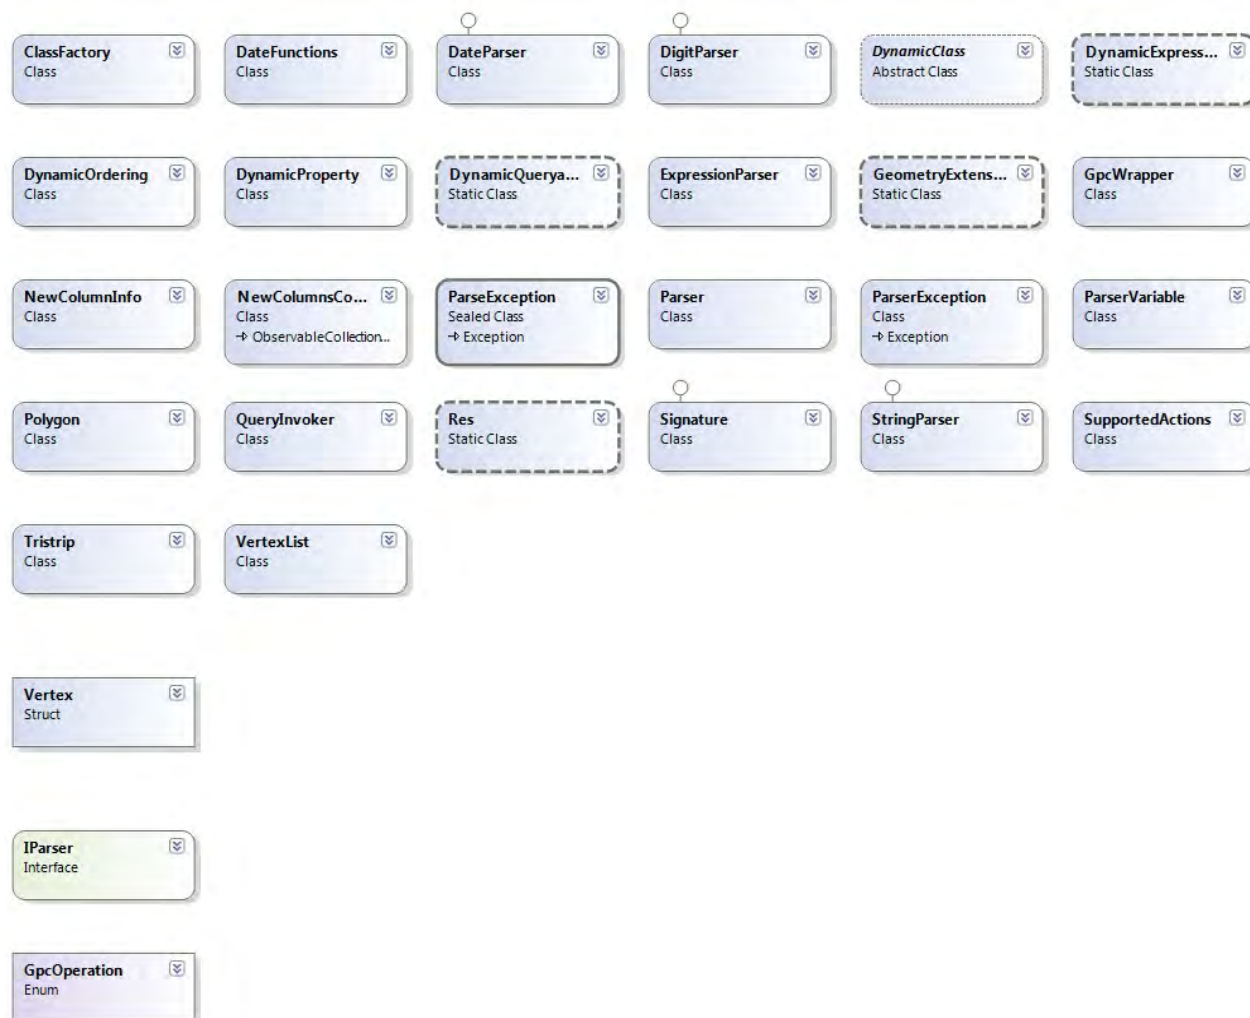 ClassFactory
Class
DateFunctions
Class
DateParser
Class
DigitParser
Class
DynamicClass
Abstract Class
DynamicExpress...
Static Class
DynamicOrdering
Class
DynamicProperty
Class
DynamicQuerya...
Static Class
ExpressionParser
Class
GeometryExtens...
Static Class
GpcWrapper
Class
NewColumnInfo
Class
NewColumnsCo...
Class
→ ObservableCollection...
ParseException
Sealed Class
→ Exception
Parser
Class
ParserException
Class
→ Exception
ParserVariable
Class
Polygon
Class
QueryInvoker
Class
Res
Static Class
Signature
Class
StringParser
Class
SupportedActions
Class
Tristrip
Class
VertexList
Class
Vertex
Struct
IParser
Interface
GpcOperation
Enum